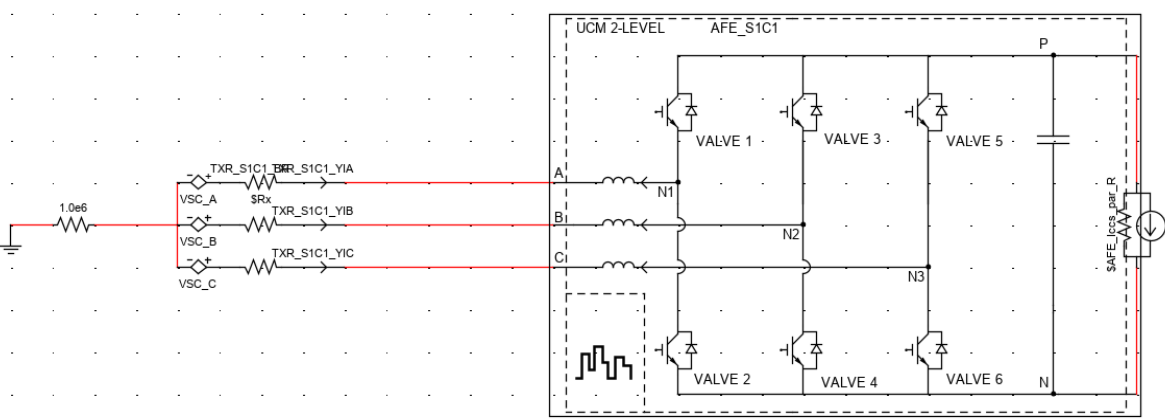 UCM 2-LEVEL
AFE_S1C1
P
VALVE 1
VALVE 3
VALVE 5
TXR_S1C1_YIA
A
N1
VSC_A
$Rx
1.0e6
TXR_S1C1_YIB
B
N2
VSC_B
TXR_S1C1_YIC
C
N3
VSC_C
$AFE_Iccs_par_R
VALVE 2
VALVE 4
VALVE 6
N